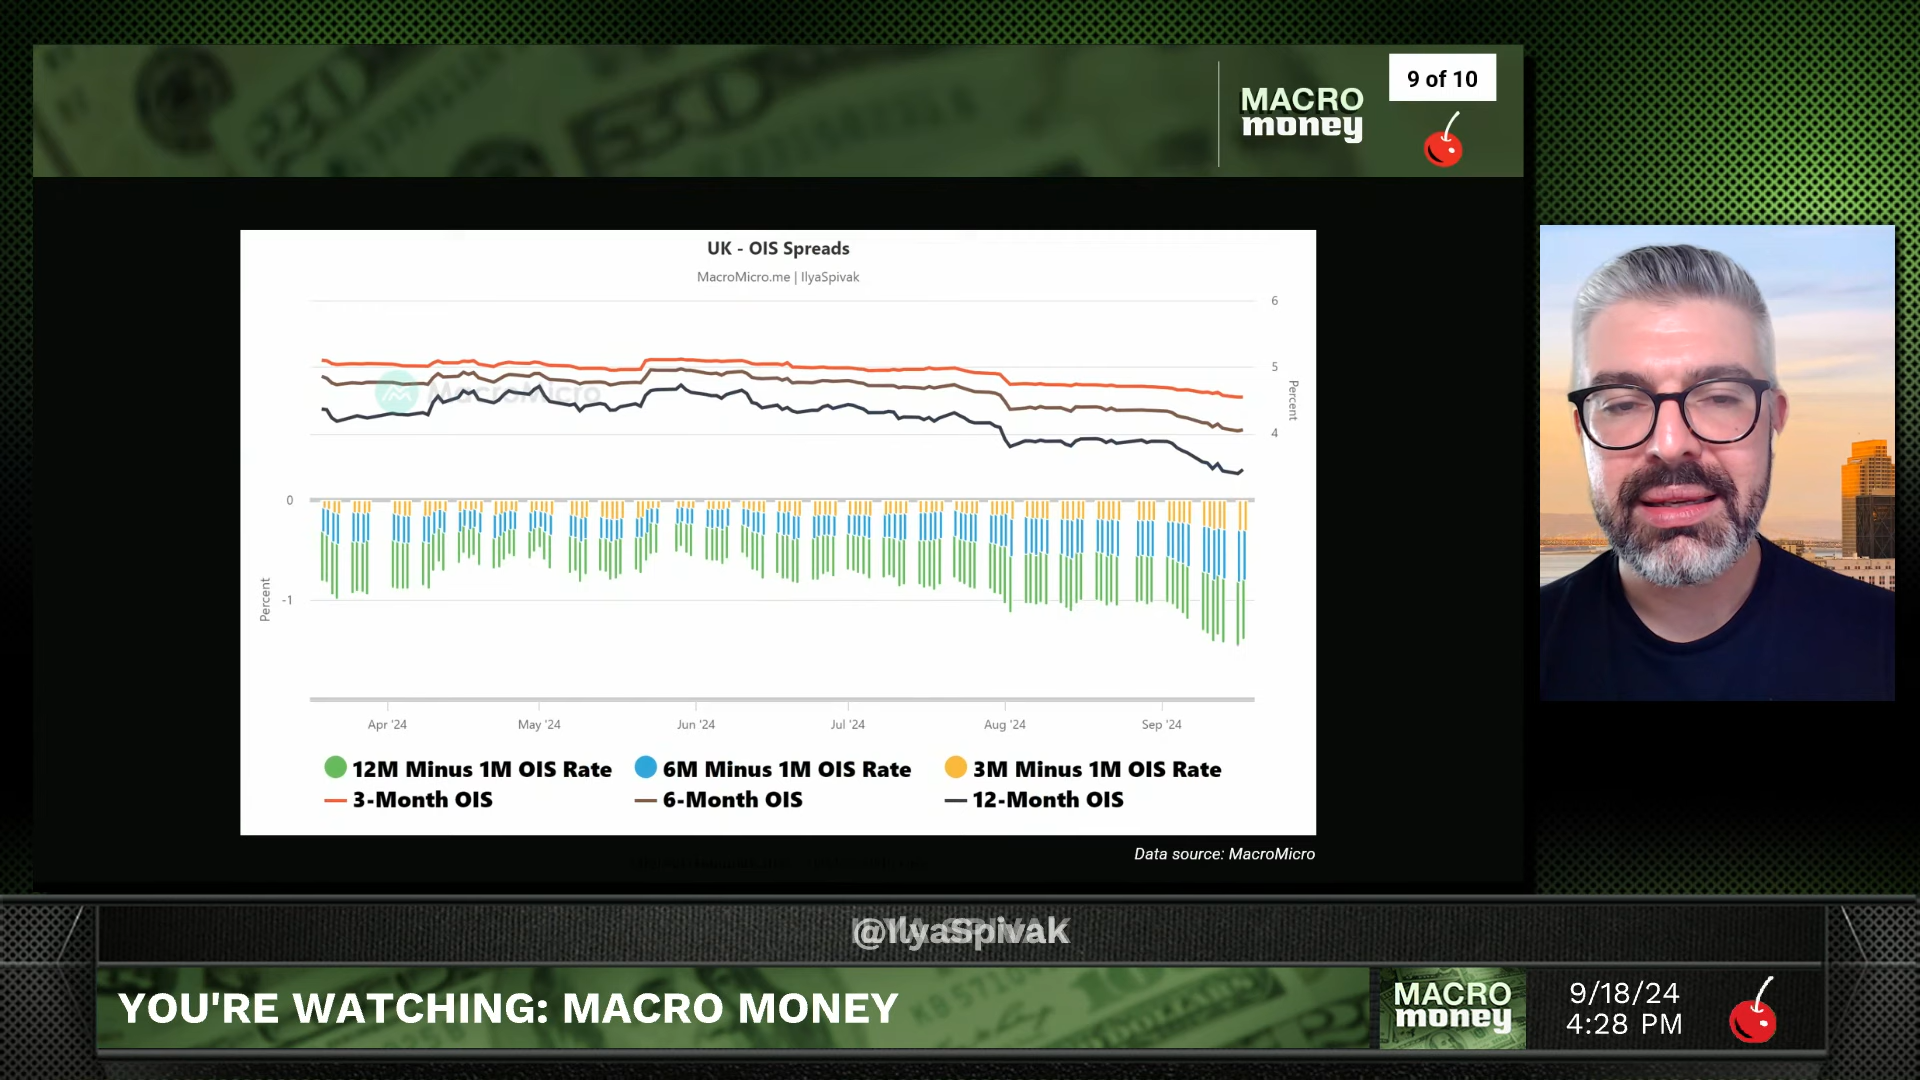 MACRO
money
9 of 10
UK - OIS Spreads
MacroMicro.me | IlyaSpivak
6
5
4
Percent
MacroMicro
0
-1
Percent
Apr '24
May '24
Jun '24
Jul '24
Aug '24
Sep '24
12M Minus 1M OIS Rate
6M Minus 1M OIS Rate
3M Minus 1M OIS Rate
3-Month OIS
6-Month OIS
12-Month OIS
Data source: MacroMicro
@IlyaSpivak
YOU'RE WATCHING: MACRO MONEY
MACRO
money
9/18/24
4:28 PM